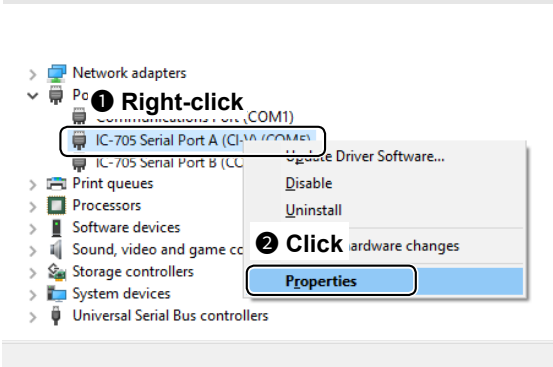 Network adapters
Po
❶ Right-click
Communications Port (COM1)
IC-705 Serial Port A (CI-V) (COM5)
Update Driver Software...
IC-705 Serial Port B (CO
Print queues
Disable
Processors
Uninstall
Software devices
Sound, video and game co
❷ Click
hardware changes
Storage controllers
Properties
System devices
Universal Serial Bus controllers